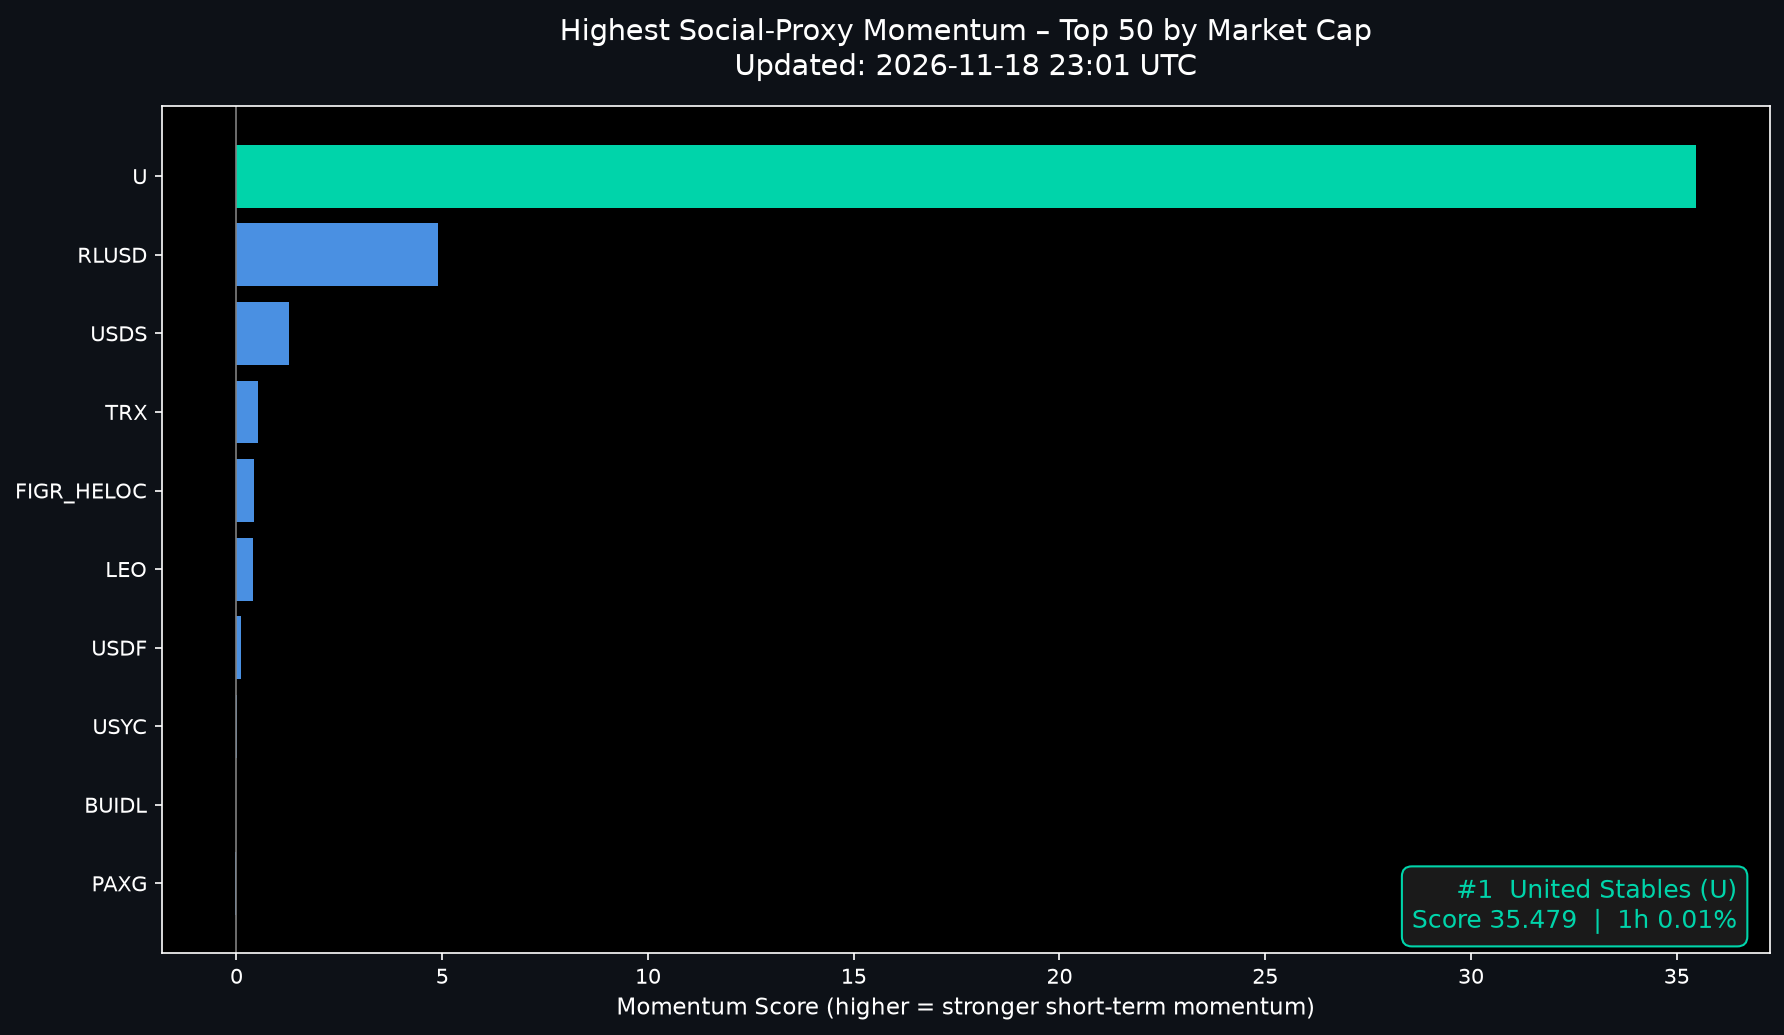 Highest Social-Proxy Momentum – Top 50 by Market Cap
Updated: 2026-11-18 23:01 UTC
U
RLUSD
USDS
TRX
FIGR_HELOC
LEO
USDF
USYC
BUIDL
PAXG
#1 United Stables (U)
Score 35.479 | 1h 0.01%
0 5 10 15 20 25 30 35
Momentum Score (higher = stronger short-term momentum)